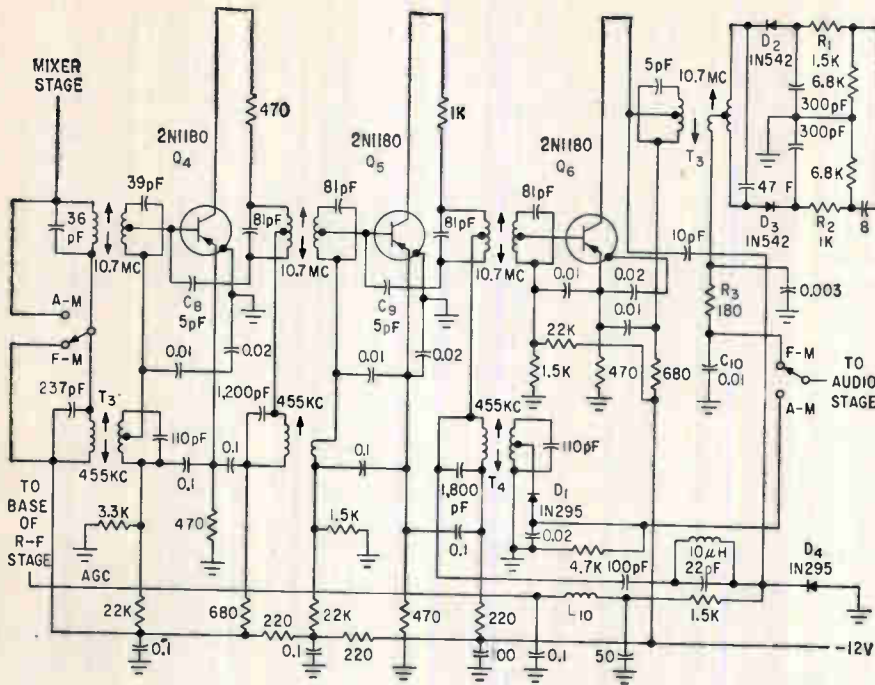 MIXER
STAGE
36
pF
39pF
10.7MC
2N1180
Q4
470
81pF
C8
5pF
10.7MC
81pF
2N1180
Q5
1K
C9
5pF
81pF
10.7MC
81pF
2N1180
Q6
5pF
10.7MC
T3
D2
1N542
R1
1.5K
6.8K
300pF
300pF
6.8K
47 F
D3
1N542
R2
1K
8
10pF
A-M
F-M
0.01
0.02
0.01
0.02
0.01
0.02
0.01
22K
1.5K
470
680
R3
180
0.003
C10
0.01
F-M
A-M
TO
AUDIO
STAGE
237pF
T3
455KC
110pF
0.1
0.1
1,200pF
455KC
0.1
455KC
T4
1,800
pF
110pF
D1
1N295
0.02
0.1
4.7K
100pF
10µH
22pF
D4
1N295
1.5K
TO
BASE
OF
R-F
STAGE
3.3K
470
1.5K
AGC
22K
680
22K
470
220
L10
0.1
220
0.1
220
100
0.1
50
-12V